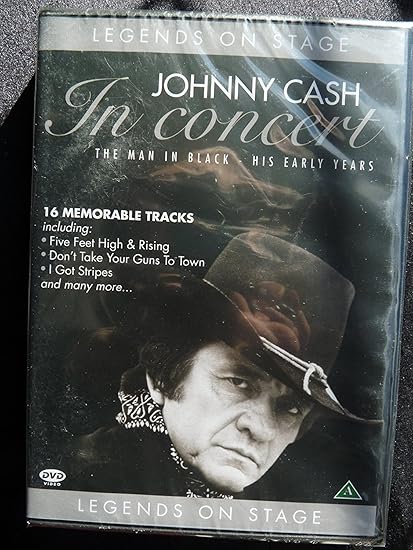 LEGENDS ON STAGE
JOHNNY CASH
In concert
THE MAN IN BLACK - HIS EARLY YEARS
16 MEMORABLE TRACKS
including:
• Five Feet High & Rising
• Don't Take Your Guns To Town
• I Got Stripes
and many more...
DVD
VIDEO
A
LEGENDS ON STAGE